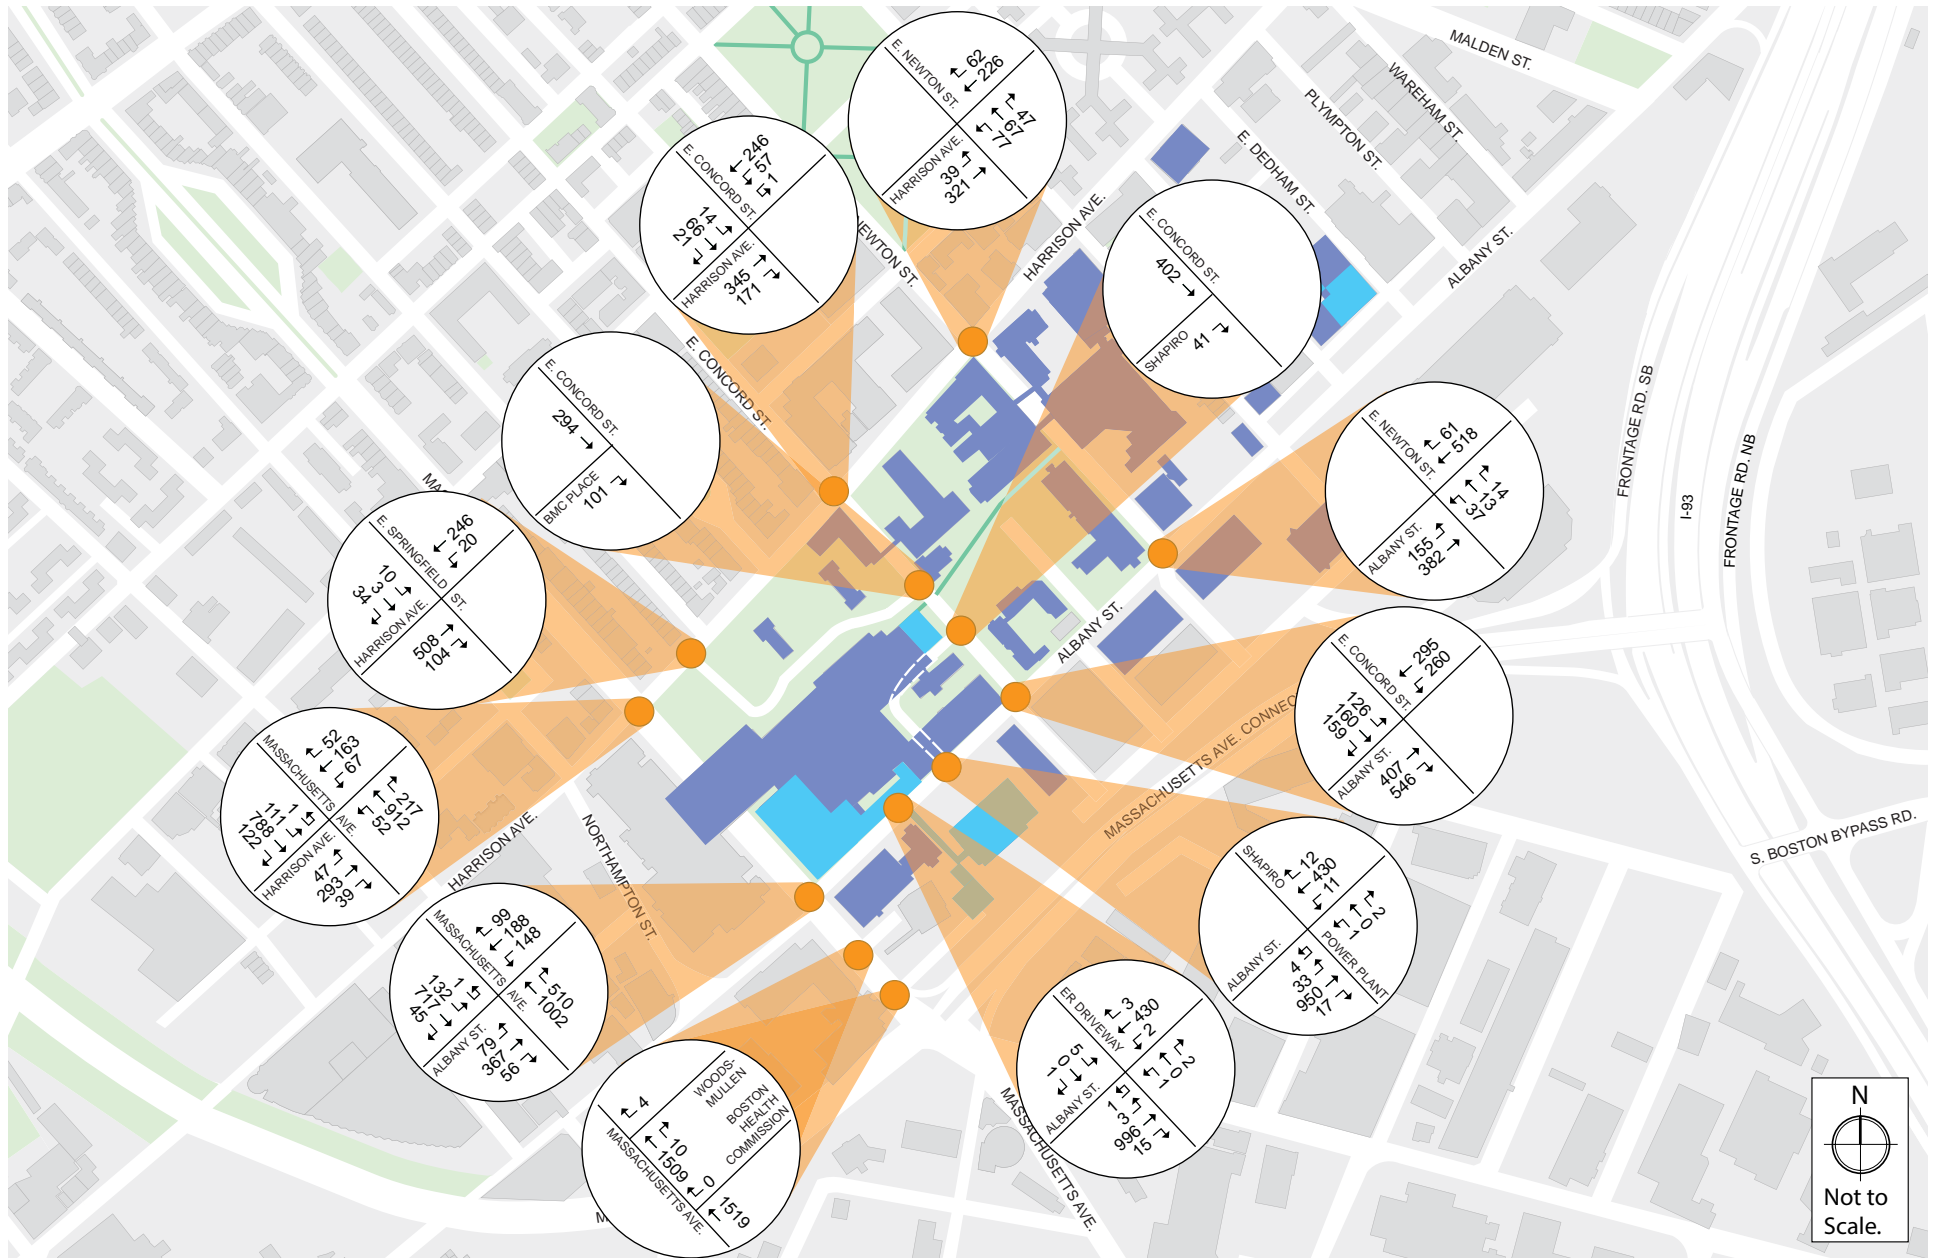 MALDEN ST.
WAREHAM ST.
PLYMPTON ST.
E. DEDHAM ST.
ALBANY ST.
HARRISON AVE.
NEWTON ST.
E. CONCORD ST.
MA
FRONTAGE RD. SB
I-93
FRONTAGE RD. NB
ALBANY ST.
MASSACHUSETTS AVE. CONNEC
S. BOSTON BYPASS RD.
HARRISON AVE.
NORTHAMPTON ST.
MASSACHUSETTS AVE.
M
E. NEWTON ST.
62
226
47
67
77
HARRISON AVE.
39
321
E. CONCORD ST.
246
57
1
14
66
21
HARRISON AVE.
345
171
E. CONCORD ST.
402
SHAPIRO
41
E. CONCORD ST.
294
BMC PLACE
101
E. NEWTON ST.
61
518
14
13
37
ALBANY ST.
155
382
E. SPRINGFIELD ST.
246
20
10
3
34
HARRISON AVE.
508
104
E. CONCORD ST.
295
260
126
160
159
ALBANY ST.
407
546
MASSACHUSETTS AVE.
52
163
67
1
111
788
122
217
912
52
HARRISON AVE.
47
293
39
SHAPIRO
12
430
11
2
0
1
ALBANY ST.
POWER PLANT
4
33
950
17
MASSACHUSETTS AVE.
99
188
148
1
132
717
45
510
1002
ALBANY ST.
79
367
56
ER DRIVEWAY
3
430
2
5
0
1
2
0
1
ALBANY ST.
1
3
996
15
4
WOODS-
MULLEN
BOSTON
HEALTH
COMMISSION
10
1509
0
1519
MASSACHUSETTS AVE.
N
Not to
Scale.